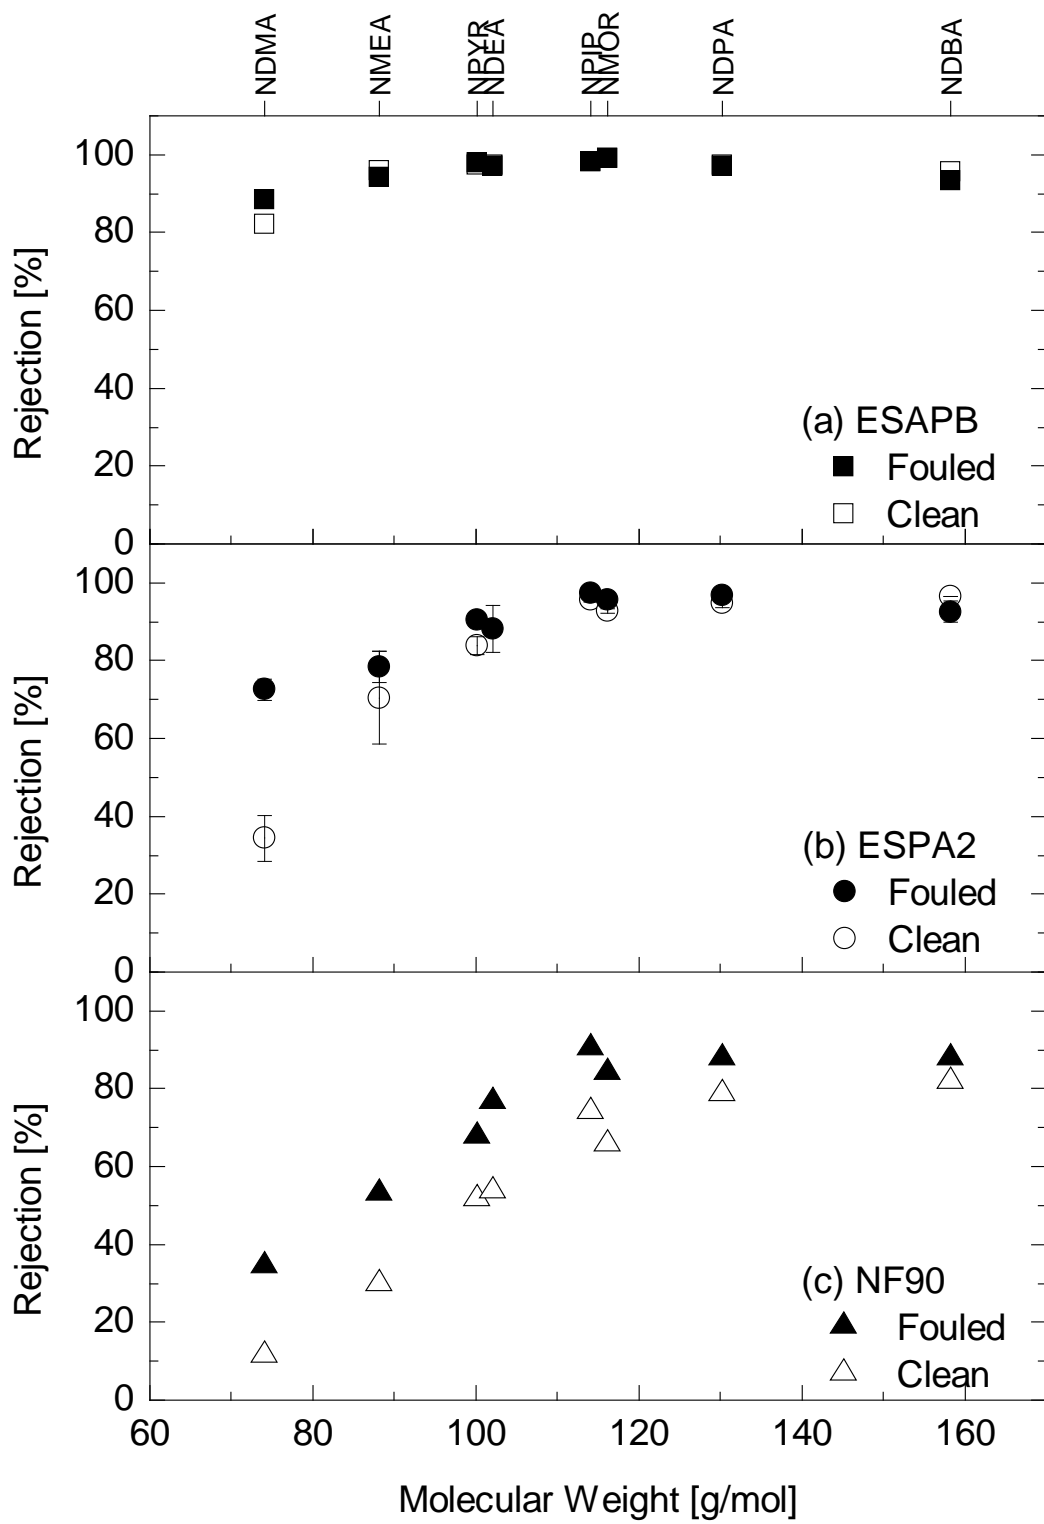 NDMA
NMEA
NPYR
NDEA
NPIP
NMOR
NDPA
NDBA
100
80
60
40
20
0
Rejection [%]
(a) ESAPB
Fouled
Clean
100
80
60
40
20
0
Rejection [%]
(b) ESPA2
Fouled
Clean
100
80
60
40
20
0
Rejection [%]
(c) NF90
Fouled
Clean
60 80 100 120 140 160
Molecular Weight [g/mol]